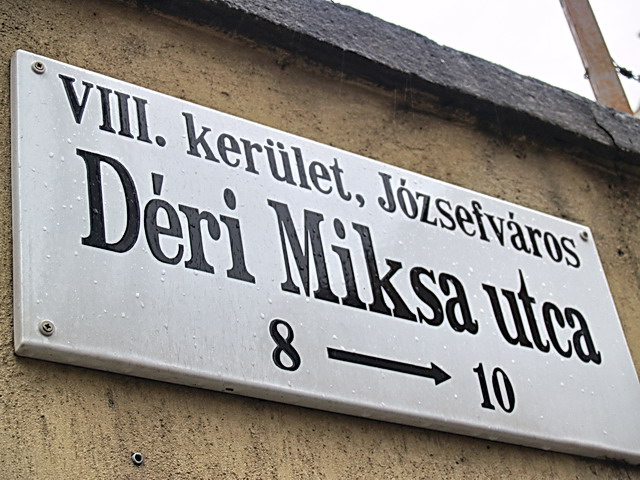 VIII. kerület, Józsefváros
Déri Miksa utca
8 → 10